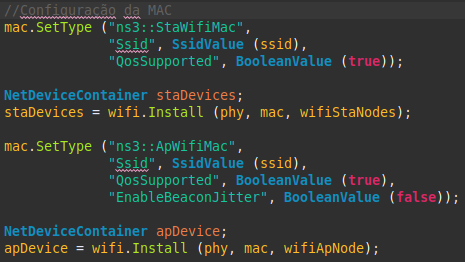 //Configuração da MAC
mac.SetType ("ns3::StaWifiMac",
"Ssid", SsidValue (ssid),
"QosSupported", BooleanValue (true));
NetDeviceContainer staDevices;
staDevices = wifi.Install (phy, mac, wifiStaNodes);
mac.SetType ("ns3::ApWifiMac",
"Ssid", SsidValue (ssid),
"QosSupported", BooleanValue (true),
"EnableBeaconJitter", BooleanValue (false));
NetDeviceContainer apDevice;
apDevice = wifi.Install (phy, mac, wifiApNode);